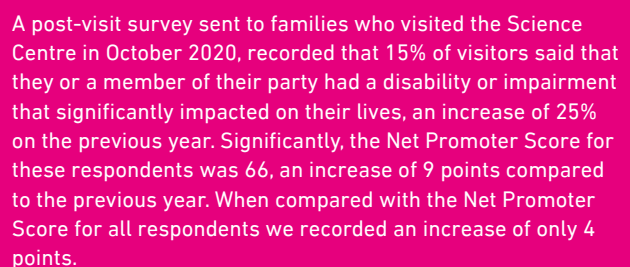 A post-visit survey sent to families who visited the Science
Centre in October 2020, recorded that 15% of visitors said that
they or a member of their party had a disability or impairment
that significantly impacted on their lives, an increase of 25%
on the previous year. Significantly, the Net Promoter Score for
these respondents was 66, an increase of 9 points compared
to the previous year. When compared with the Net Promoter
Score for all respondents we recorded an increase of only 4
points.